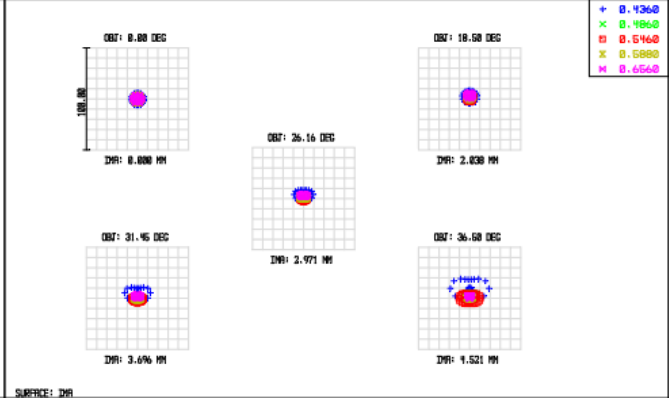 0.4360
0.4860
0.5460
0.5880
0.6560
OBJ: 0.00 DEG
OBJ: 18.50 DEG
100.00
IMA: 0.000 MM
IMA: 2.038 MM
OBJ: 26.16 DEG
IMA: 2.971 MM
OBJ: 31.45 DEG
OBJ: 36.50 DEG
IMA: 3.696 MM
IMA: 4.521 MM
SURFACE: IMA